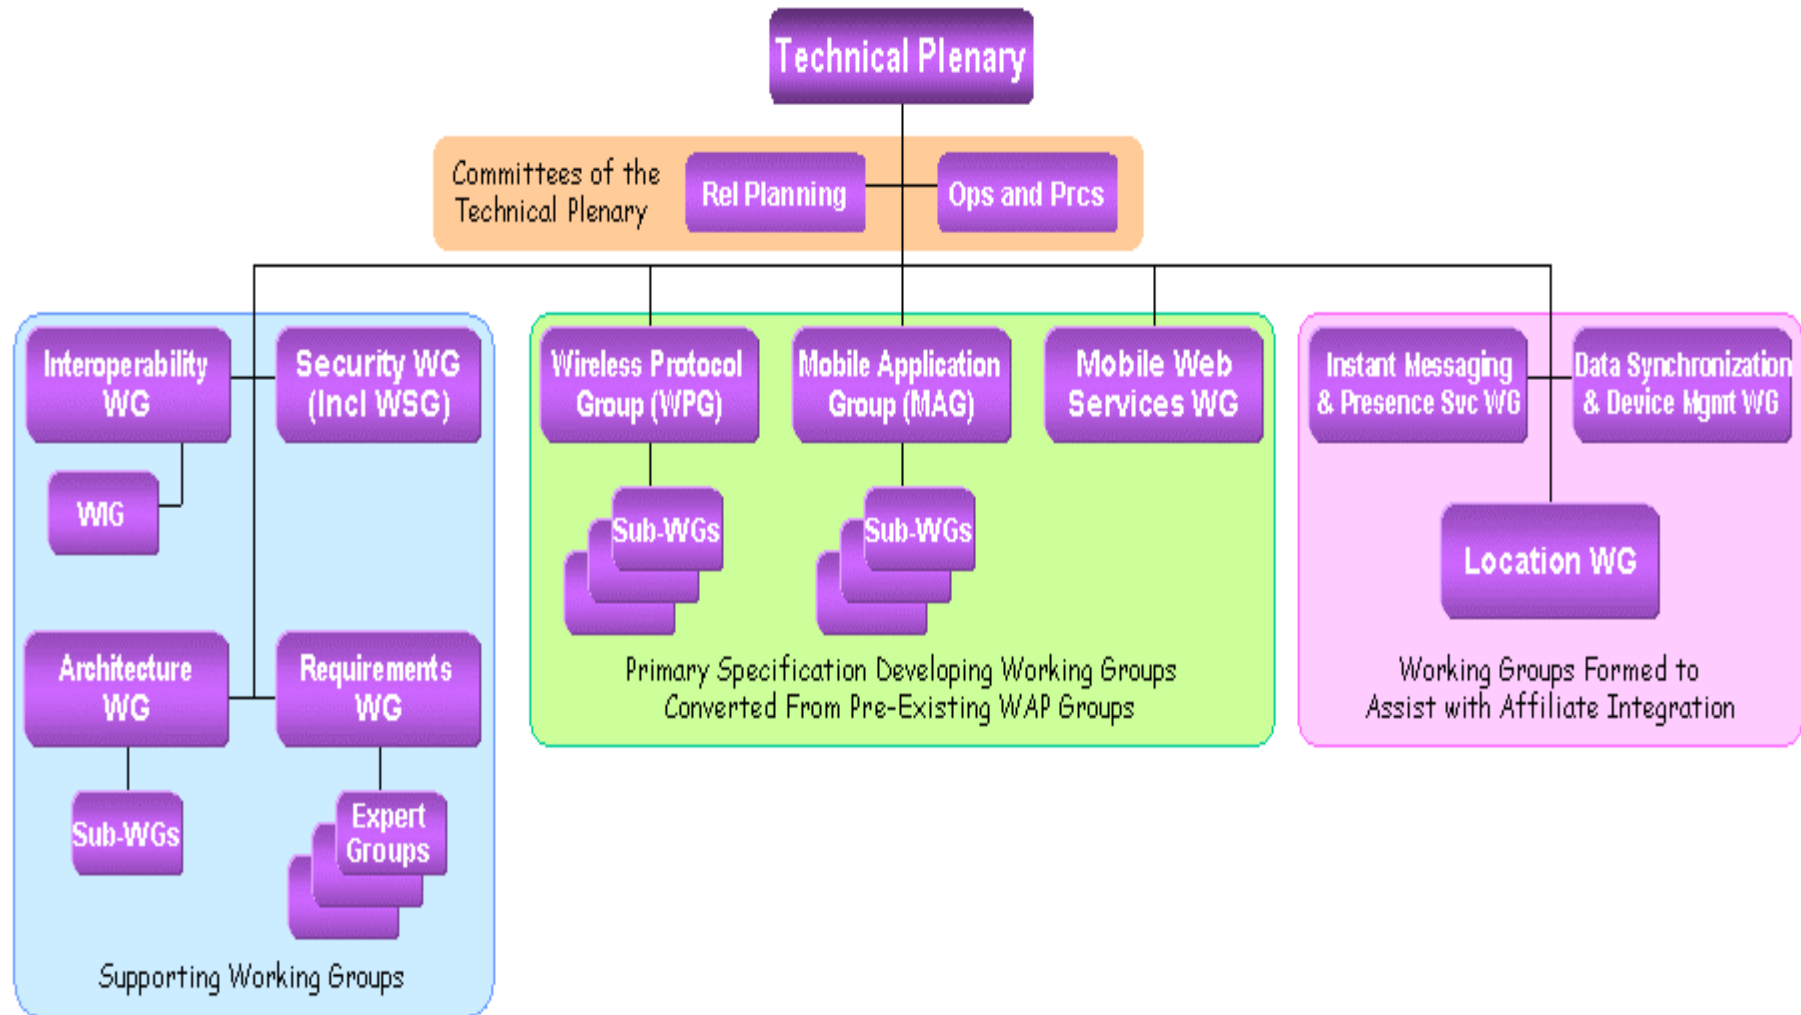 Technical Plenary
Committees of the
Technical Plenary
Rel Planning
Ops and Prcs
Interoperability
WG
Security WG
(Incl WSG)
WIG
Architecture
WG
Requirements
WG
Sub-WGs
Expert
Groups
Supporting Working Groups
Wireless Protocol
Group (WPG)
Mobile Application
Group (MAG)
Mobile Web
Services WG
Sub-WGs
Sub-WGs
Primary Specification Developing Working Groups
Converted From Pre-Existing WAP Groups
Instant Messaging
& Presence Svc WG
Data Synchronization
& Device Mgmt WG
Location WG
Working Groups Formed to
Assist with Affiliate Integration